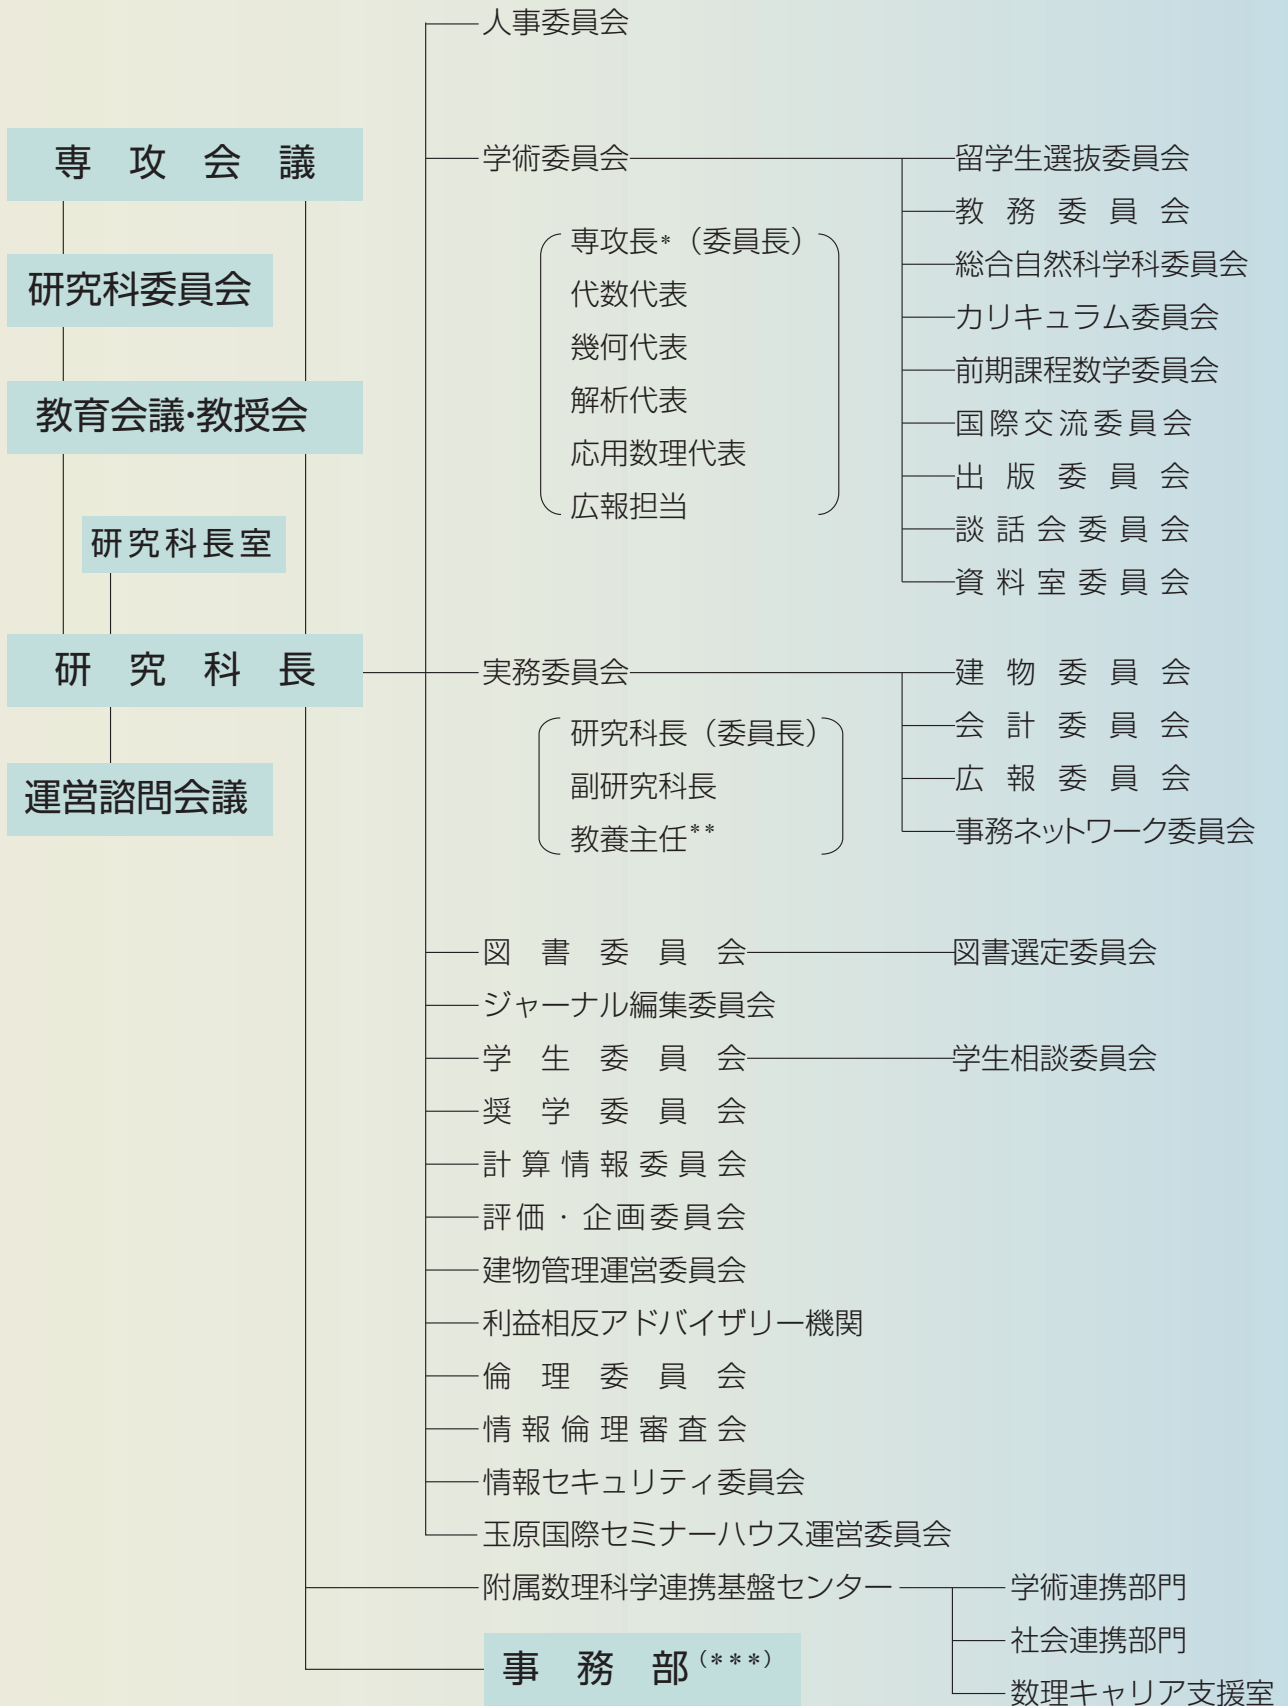 専攻会議
研究科委員会
教育会議・教授会
研究科長室
研究科長
運営諮問会議
人事委員会
学術委員会
専攻長*（委員長）
代数代表
幾何代表
解析代表
応用数理代表
広報担当
留学生選抜委員会
教務委員会
総合自然科学科委員会
カリキュラム委員会
前期課程数学委員会
国際交流委員会
出版委員会
談話会委員会
資料室委員会
実務委員会
研究科長（委員長）
副研究科長
教養主任**
建物委員会
会計委員会
広報委員会
事務ネットワーク委員会
図書委員会
図書選定委員会
ジャーナル編集委員会
学生委員会
学生相談委員会
奨学委員会
計算情報委員会
評価・企画委員会
建物管理運営委員会
利益相反アドバイザリー機関
倫理委員会
情報倫理審査会
情報セキュリティ委員会
玉原国際セミナーハウス運営委員会
附属数理科学連携基盤センター
学術連携部門
社会連携部門
数理キャリア支援室
事務部(***)